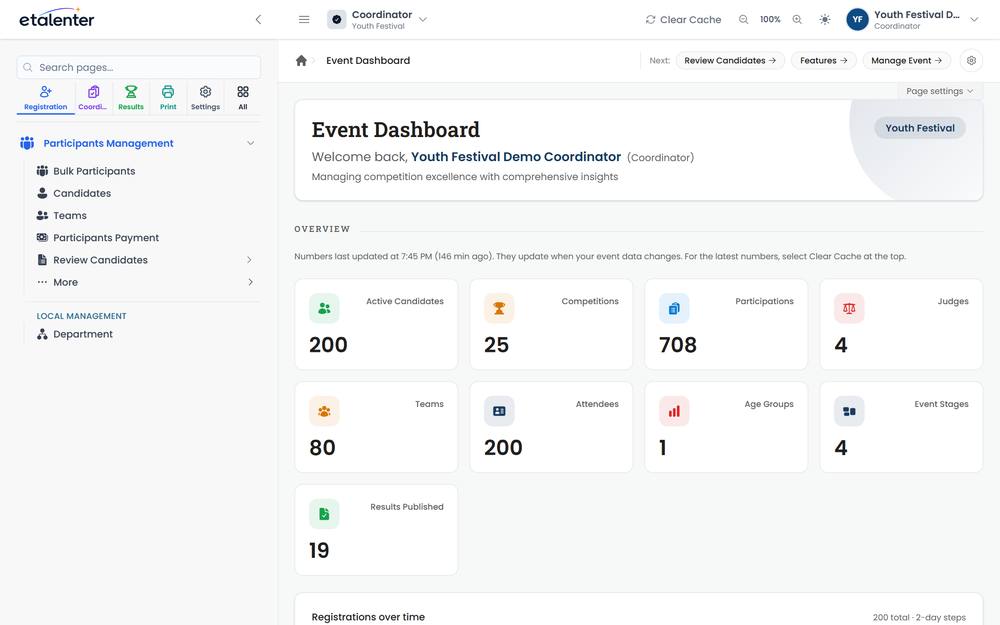 etalenter
Coordinator
Youth Festival
Clear Cache
100%
YF
Youth Festival D...
Coordinator
Search pages...
Registration
Coordi...
Results
Print
Settings
All
Participants Management
Bulk Participants
Candidates
Teams
Participants Payment
Review Candidates
More
LOCAL MANAGEMENT
Department
Event Dashboard
Next:
Review Candidates →
Features →
Manage Event →
Page settings
Event Dashboard
Youth Festival
Welcome back, Youth Festival Demo Coordinator (Coordinator)
Managing competition excellence with comprehensive insights
OVERVIEW
Numbers last updated at 7:45 PM (146 min ago). They update when your event data changes. For the latest numbers, select Clear Cache at the top.
Active Candidates
200
Competitions
25
Participations
708
Judges
4
Teams
80
Attendees
200
Age Groups
1
Event Stages
4
Results Published
19
Registrations over time
200 total · 2-day steps